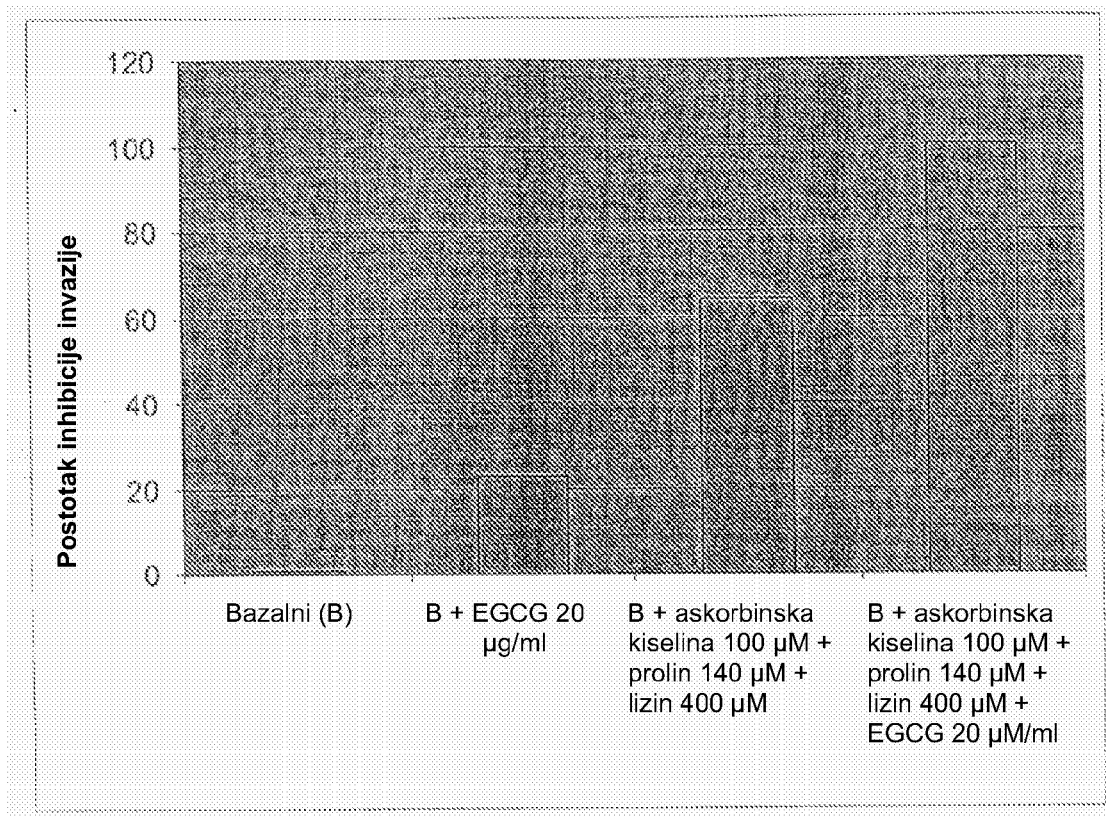 Postotak inhibicije invazije
120
100
80
60
40
20
0
Bazalni (B)
B + EGCG 20
µg/ml
B + askorbinska
kiselina 100 µM +
prolin 140 µM +
lizin 400 µM
B + askorbinska
kiselina 100 µM +
prolin 140 µM +
lizin 400 µM +
EGCG 20 µM/ml